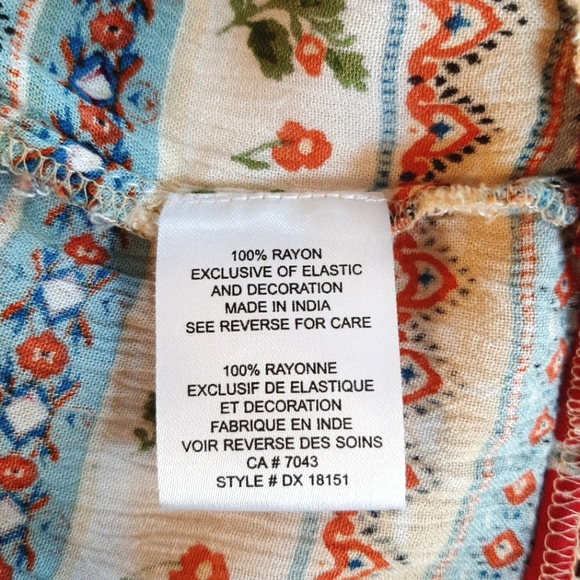 100% RAYON
EXCLUSIVE OF ELASTIC
AND DECORATION
MADE IN INDIA
SEE REVERSE FOR CARE
100% RAYONNE
EXCLUSIF DE ELASTIQUE
ET DECORATION
FABRIQUE EN INDE
VOIR REVERSE DES SOINS
CA # 7043
STYLE # DX 18151